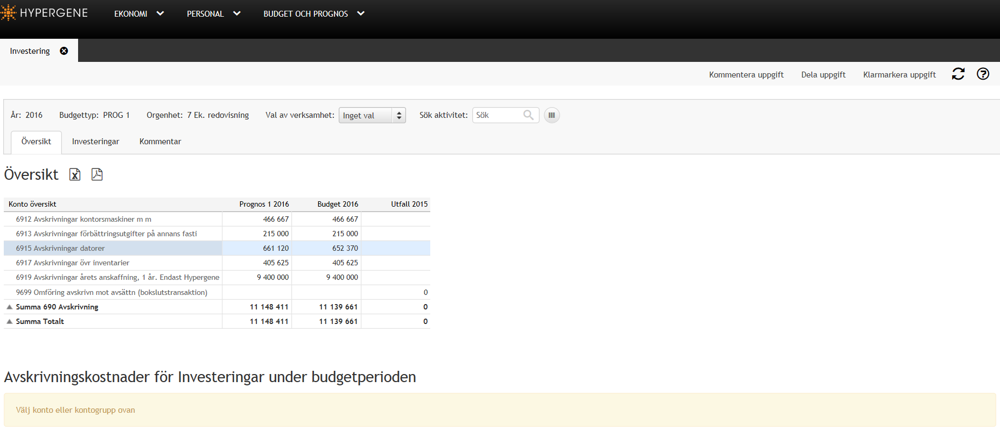 HYPERGENE EKONOMI PERSONAL BUDGET OCH PROGNOS
Investering
Kommentera uppgift Dela uppgift Klarmarkera uppgift
År: 2016 Budgettyp: PROG 1 Orgenhet: 7 Ek. redovisning Val av verksamhet: Inget val Sök aktivitet: Sök
Översikt Investeringar Kommentar
Översikt
Konto översikt Prognos 1 2016 Budget 2016 Utfall 2015
6912 Avskrivningar kontorsmaskiner m m 466 667 466 667
6913 Avskrivningar förbättringsutgifter på annans fasti 215 000 215 000
6915 Avskrivningar datorer 661 120 652 370
6917 Avskrivningar övr inventarier 405 625 405 625
6919 Avskrivningar årets anskaffning, 1 år. Endast Hypergene 9 400 000 9 400 000
9699 Omföring avskrivn mot avsättn (bokslutstransaktion) 0
Summa 690 Avskrivning 11 148 411 11 139 661 0
Summa Totalt 11 148 411 11 139 661 0
Avskrivningskostnader för Investeringar under budgetperioden
Välj konto eller kontogrupp ovan